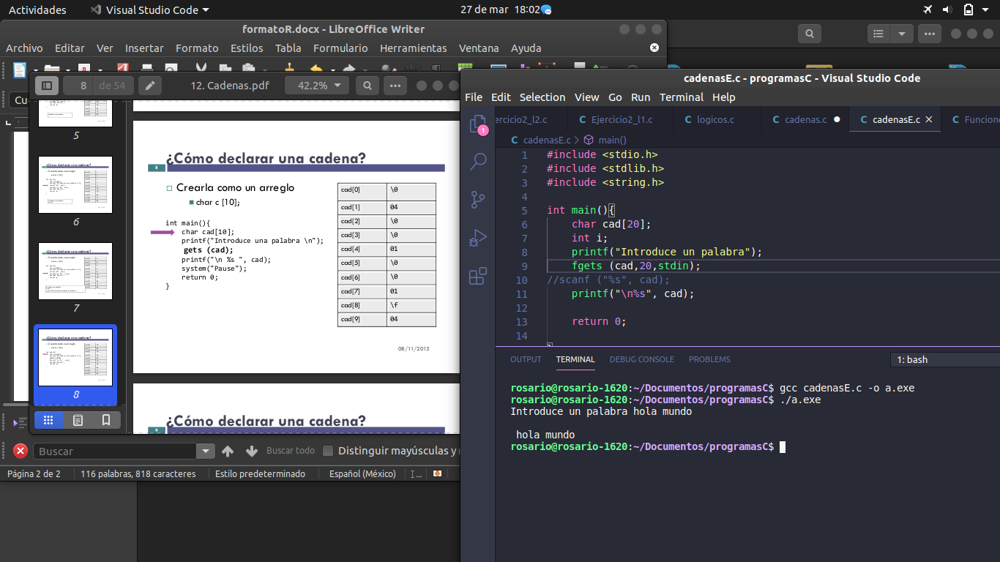 Actividades
Visual Studio Code
27 de mar 18:02
formatoR.docx - LibreOffice Writer
Archivo Editar Ver Insertar Formato Estilos Tabla Formulario Herramientas Ventana Ayuda
8 de 54
12. Cadenas.pdf
42.2%
5
6
7
8
¿Cómo declarar una cadena?
8
Crearla como un arreglo
char c [10];
int main(){
char cad[10];
printf("Introduce una palabra \n");
gets (cad);
printf("\n %s ", cad);
system("Pause");
return 0;
}
cad[0] \0
cad[1] 04
cad[2] \0
cad[3] \0
cad[4] 01
cad[5] \0
cad[6] \0
cad[7] 01
cad[8] \f
cad[9] 04
08/11/2013
¿Cómo declarar una cadena?
9
Buscar
Buscar todo
Distinguir mayúsculas y
Página 2 de 2
116 palabras, 818 caracteres
Estilo predeterminado
Español (México)
cadenasE.c - programasC - Visual Studio Code
File Edit Selection View Go Run Terminal Help
1
ercicio2_l2.c
C Ejercicio2_l1.c
C logicos.c
C cadenas.c
C cadenasE.c
C Funcione
C cadenasE.c > main()
1 #include <stdio.h>
2 #include <stdlib.h>
3 #include <string.h>
4
5 int main(){
6 char cad[20];
7 int i;
8 printf("Introduce un palabra");
9 fgets (cad,20,stdin);
10 //scanf ("%s", cad);
11 printf("\n%s", cad);
12
13 return 0;
14
OUTPUT TERMINAL DEBUG CONSOLE PROBLEMS
1: bash
rosario@rosario-1620:~/Documentos/programasC$ gcc cadenasE.c -o a.exe
rosario@rosario-1620:~/Documentos/programasC$ ./a.exe
Introduce un palabra hola mundo
hola mundo
rosario@rosario-1620:~/Documentos/programasC$